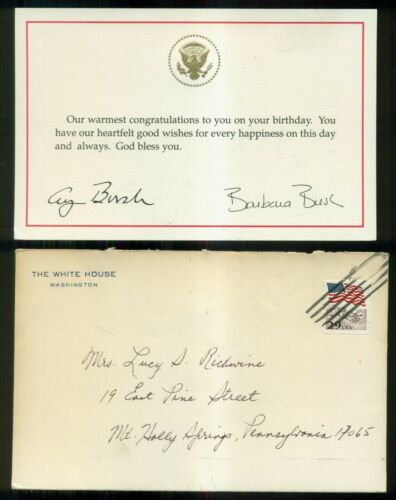 Our warmest congratulations to you on your birthday. You
have our heartfelt good wishes for every happiness on this day
and always. God bless you.
Barbara Bush
THE WHITE HOUSE
WASHINGTON
29 USA
Mrs. Lucy S. Richwine
19 East Pine Street
Mt. Holly Springs, Pennsylvania 17065